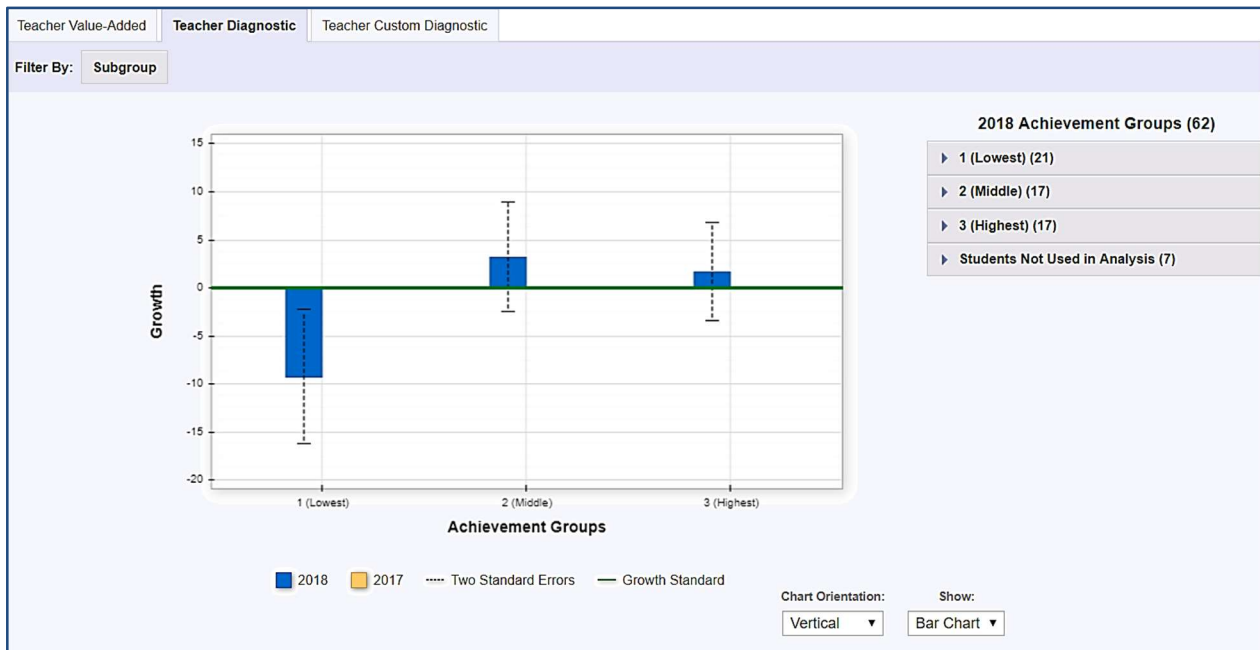 Teacher Value-Added Teacher Diagnostic Teacher Custom Diagnostic
Filter By: Subgroup
2018 Achievement Groups (62)
1 (Lowest) (21)
2 (Middle) (17)
3 (Highest) (17)
Students Not Used in Analysis (7)
Growth
15
10
5
0
-5
-10
-15
-20
1 (Lowest) 2 (Middle) 3 (Highest)
Achievement Groups
2018 2017 Two Standard Errors Growth Standard
Chart Orientation: Show:
Vertical Bar Chart